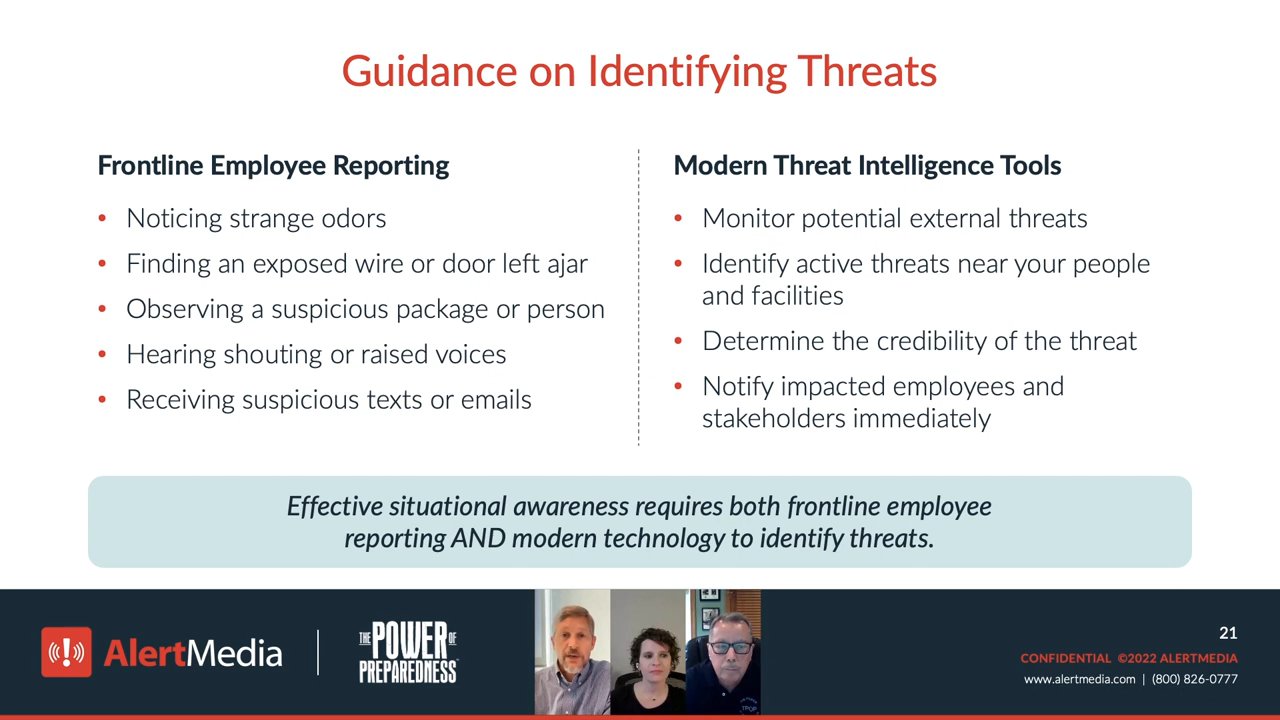 Guidance on Identifying Threats
Frontline Employee Reporting
• Noticing strange odors
• Finding an exposed wire or door left ajar
• Observing a suspicious package or person
• Hearing shouting or raised voices
• Receiving suspicious texts or emails
Modern Threat Intelligence Tools
• Monitor potential external threats
• Identify active threats near your people
and facilities
• Determine the credibility of the threat
• Notify impacted employees and
stakeholders immediately
Effective situational awareness requires both frontline employee
reporting AND modern technology to identify threats.
AlertMedia
THE POWER OF
PREPAREDNESS
TPOP
21
CONFIDENTIAL ©2022 ALERTMEDIA
www.alertmedia.com | (800) 826-0777